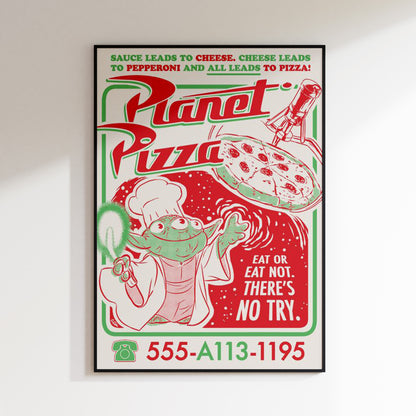 SAUCE LEADS TO CHEESE. CHEESE LEADS
TO PEPPERONI AND ALL LEADS TO PIZZA!
Planet
Pizza
EAT OR
EAT NOT.
THERE'S
NO TRY.
555-A113-1195